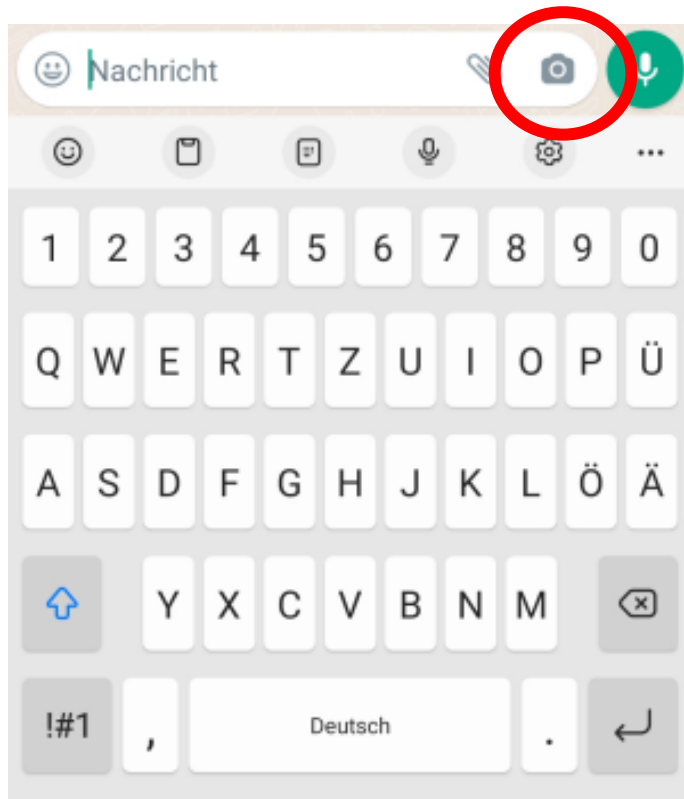 Nachricht
1 2 3 4 5 6 7 8 9 0
Q W E R T Z U I O P Ü
A S D F G H J K L Ö Ä
Y X C V B N M
!#1 , Deutsch .